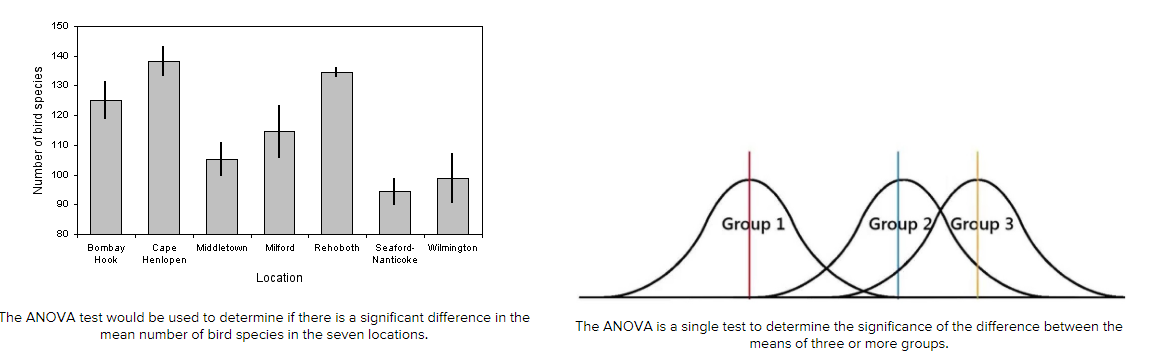 150
140
130
120
110
100
90
80
Number of bird species
Bombay Hook
Cape Henlopen
Middletown
Milford
Rehoboth
Seaford-Nanticoke
Wilmington
Location
The ANOVA test would be used to determine if there is a significant difference in the
mean number of bird species in the seven locations.
Group 1
Group 2
Group 3
The ANOVA is a single test to determine the significance of the difference between the
means of three or more groups.